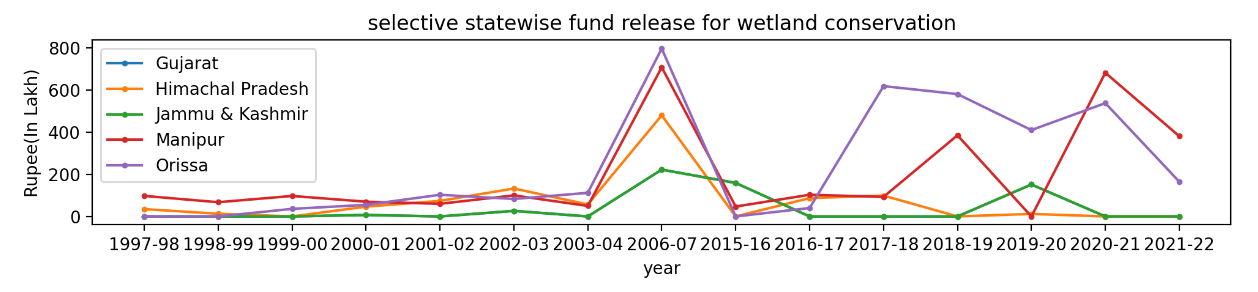 selective statewise fund release for wetland conservation
Rupee(In Lakh)
800
600
400
200
0
Gujarat
Himachal Pradesh
Jammu & Kashmir
Manipur
Orissa
1997-98 1998-99 1999-00 2000-01 2001-02 2002-03 2003-04 2006-07 2015-16 2016-17 2017-18 2018-19 2019-20 2020-21 2021-22
year